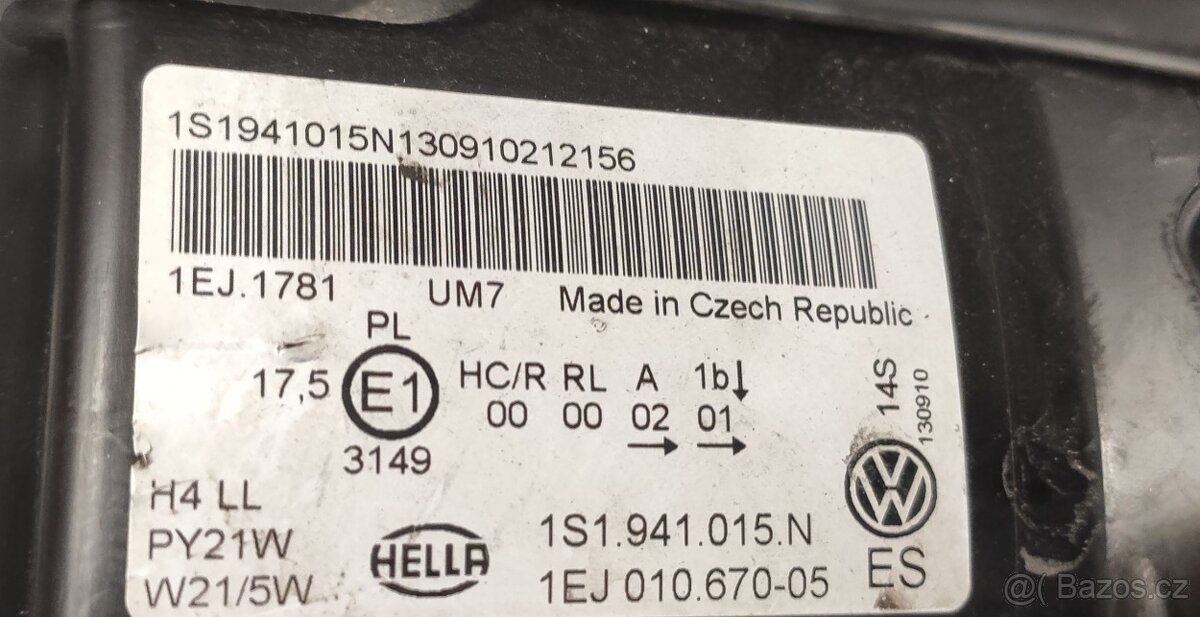 1S1941015N130910212156
1EJ.1781 UM7 Made in Czech Republic
PL
17,5 E1 HC/R RL A 1b↓
00 00 02 01
→ →
3149
14S
130910
H4 LL
PY21W
W21/5W
HELLA
1S1.941.015.N
1EJ 010.670-05
VW
ES
@( Bazos.cz